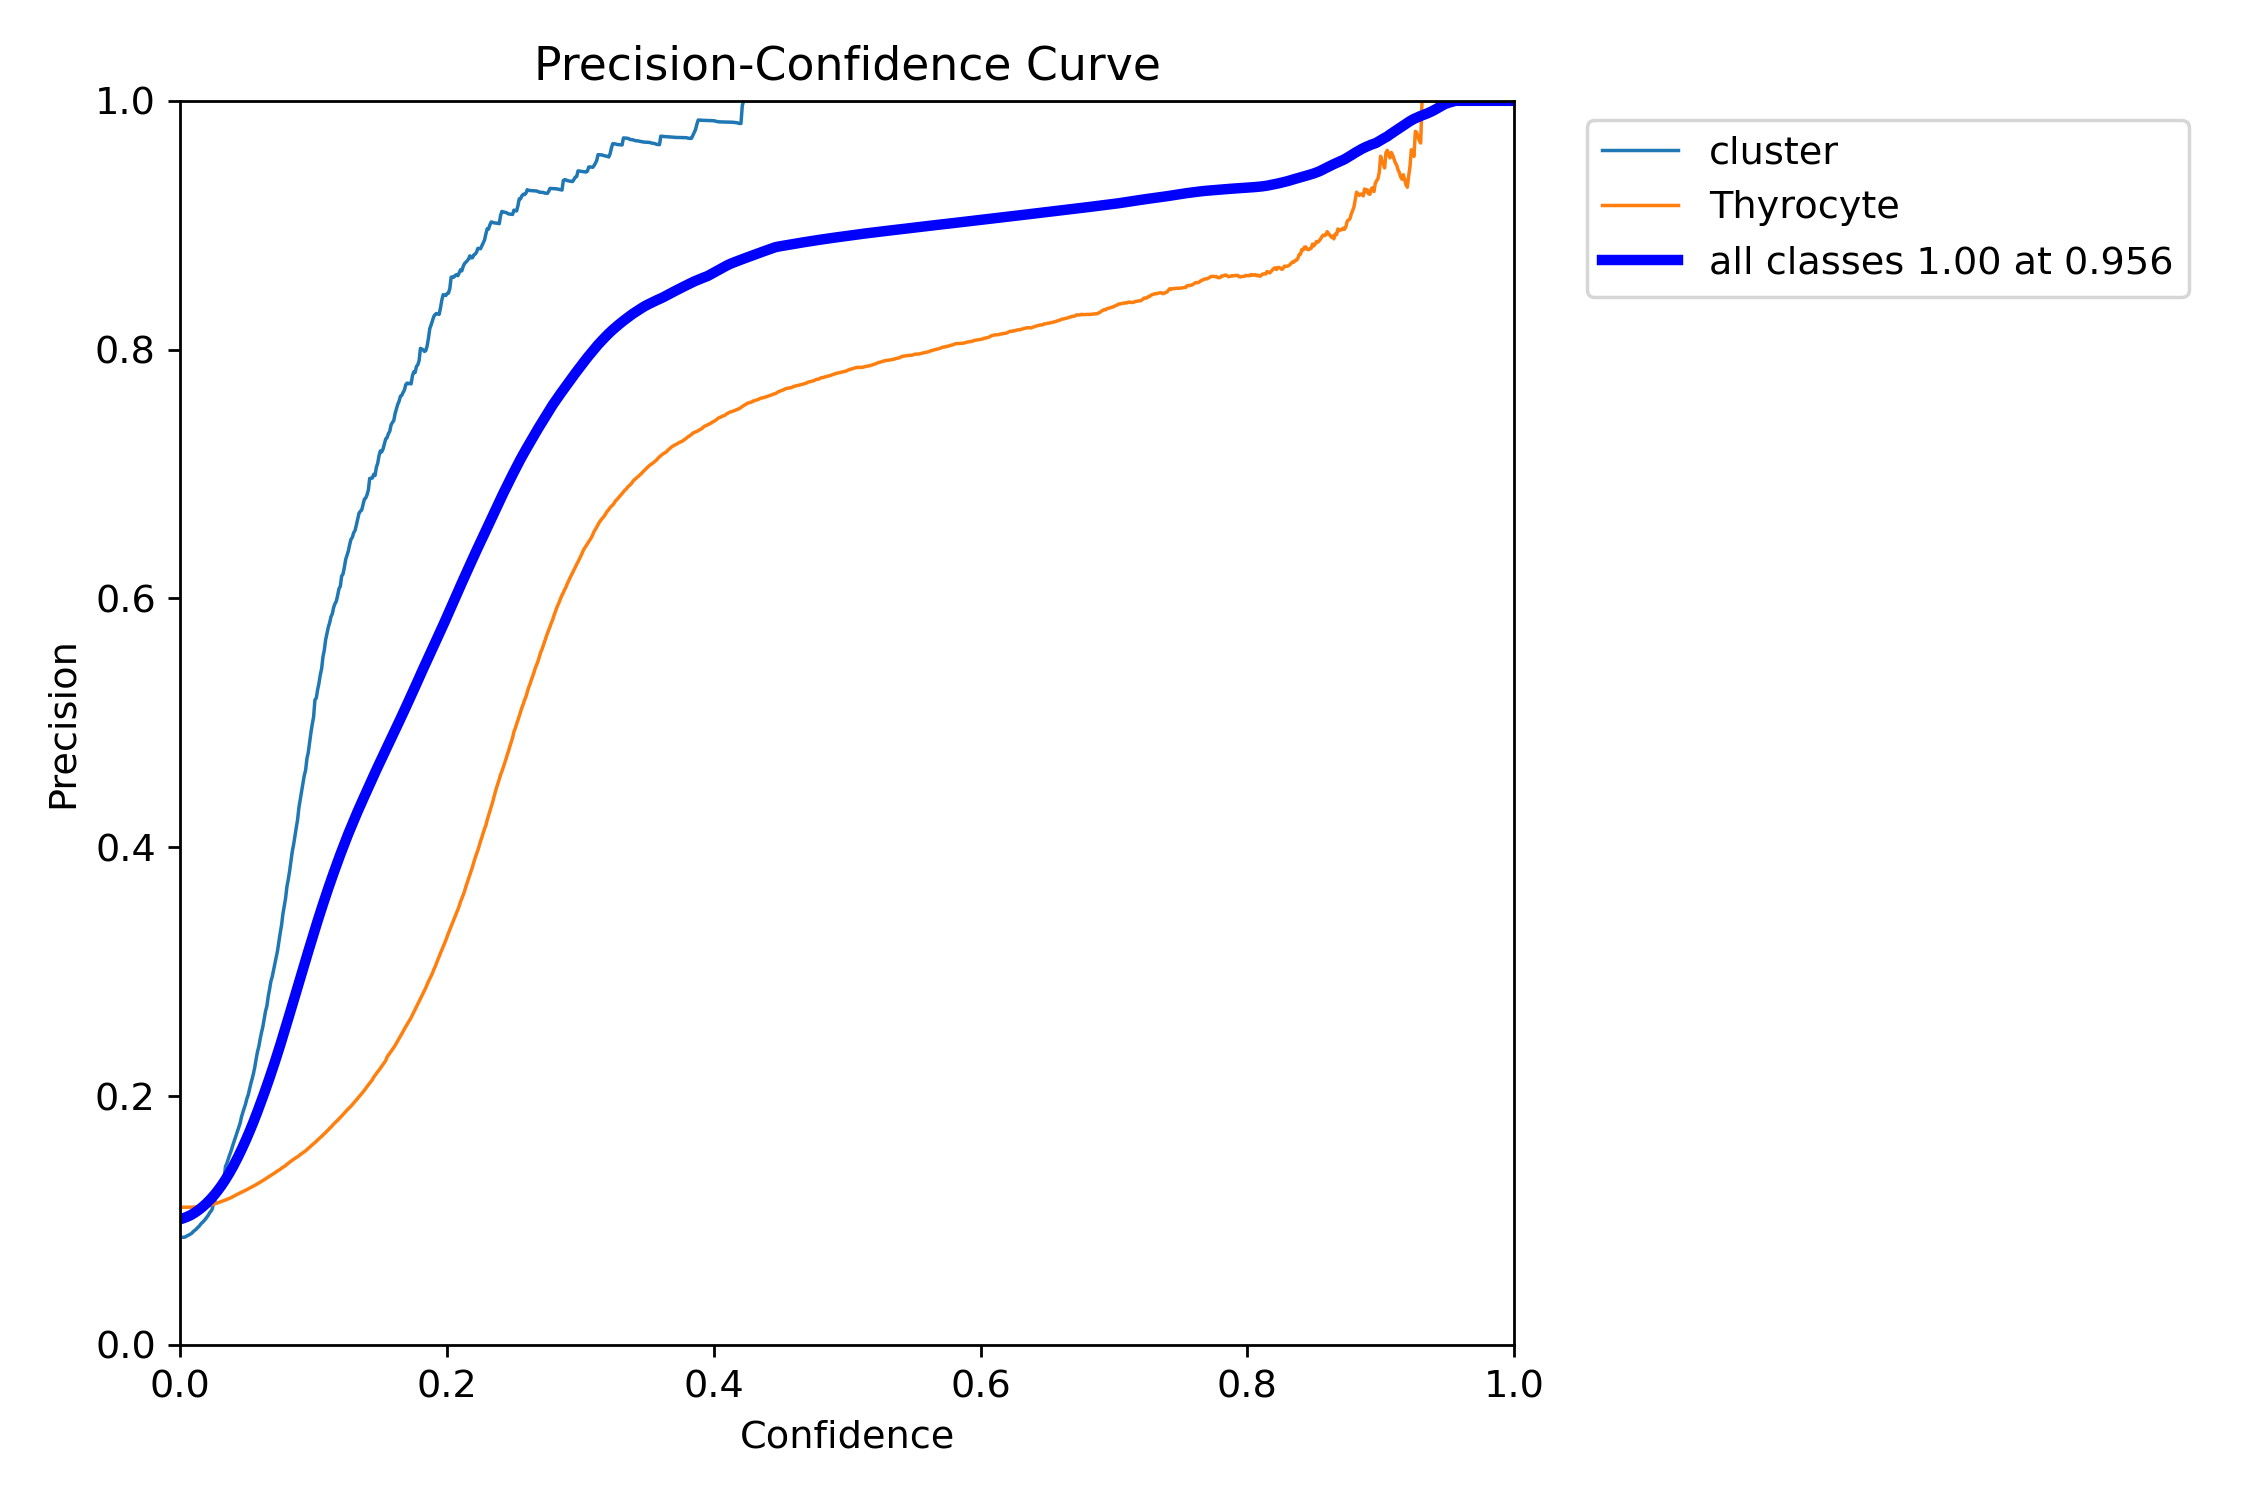 Precision-Confidence Curve
1.0
0.8
0.6
0.4
0.2
0.0
Precision
0.0 0.2 0.4 0.6 0.8 1.0
Confidence
cluster
Thyrocyte
all classes 1.00 at 0.956